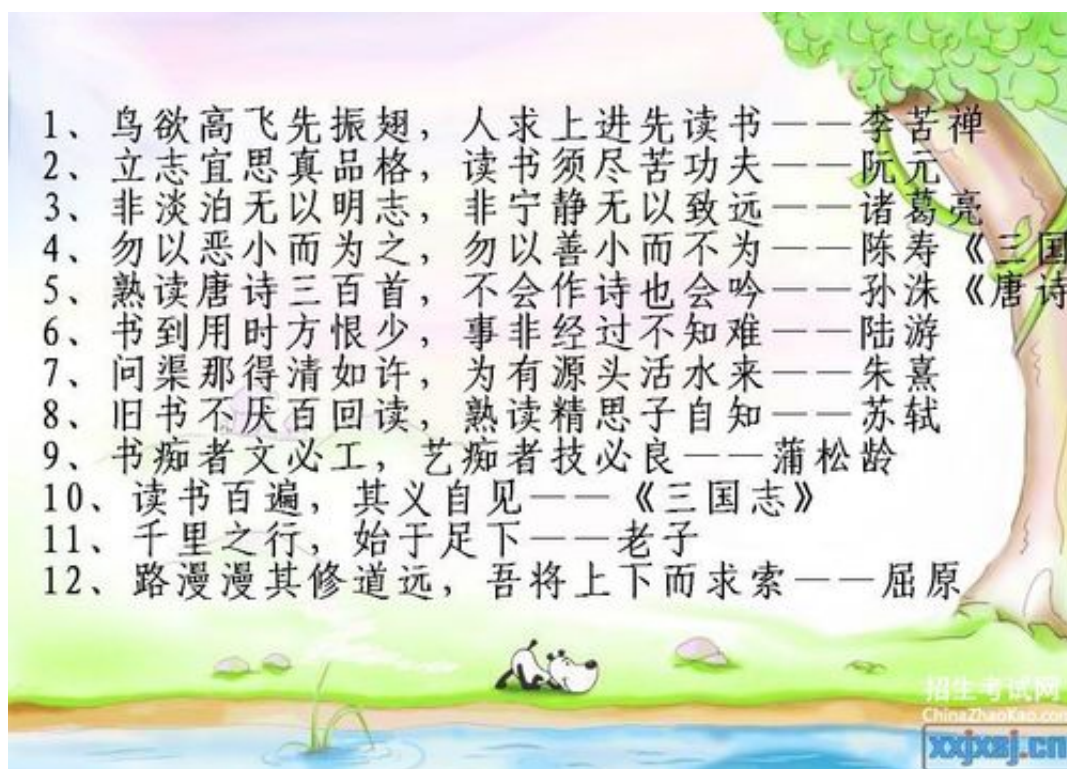 1、鸟欲高飞先振翅，人求上进先读书——李苦禅
2、立志宜思真品格，读书须尽苦功夫——阮元
3、非淡泊无以明志，非宁静无以致远——诸葛亮
4、勿以恶小而为之，勿以善小而不为——陈寿《三国
5、熟读唐诗三百首，不会作诗也会吟——孙洙《唐诗
6、书到用时方恨少，事非经过不知难——陆游
7、问渠那得清如许，为有源头活水来——朱熹
8、旧书不厌百回读，熟读精思子自知——苏轼
9、书痴者文必工，艺痴者技必良——蒲松龄
10、读书百遍，其义自见——《三国志》
11、千里之行，始于足下——老子
12、路漫漫其修道远，吾将上下而求索——屈原
招生考试网
ChinaZhaoKao.com
xxjxsj.cn